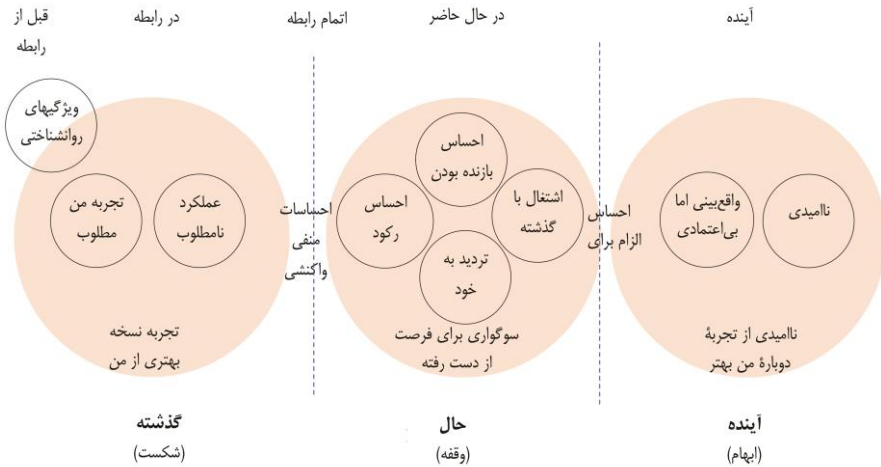 قبل از
رابطه
در رابطه
اتمام رابطه
در حال حاضر
آینده
ویژگیهای
روانشناختی
تجربه من
مطلوب
عملکرد
نامطلوب
تجربه نسخه
بهتری از من
احساسات
منفی
واکنشی
احساس
بازنده بودن
احساس
رکود
اشتغال با
گذشته
تردید به
خود
سوگواری برای فرصت
از دست رفته
احساس
الزام برای
واقع‌بینی اما
بی‌اعتمادی
ناامیدی
ناامیدی از تجربهٔ
دوبارهٔ من بهتر
گذشته
(شکست)
حال
(وقفه)
آینده
(ابهام)